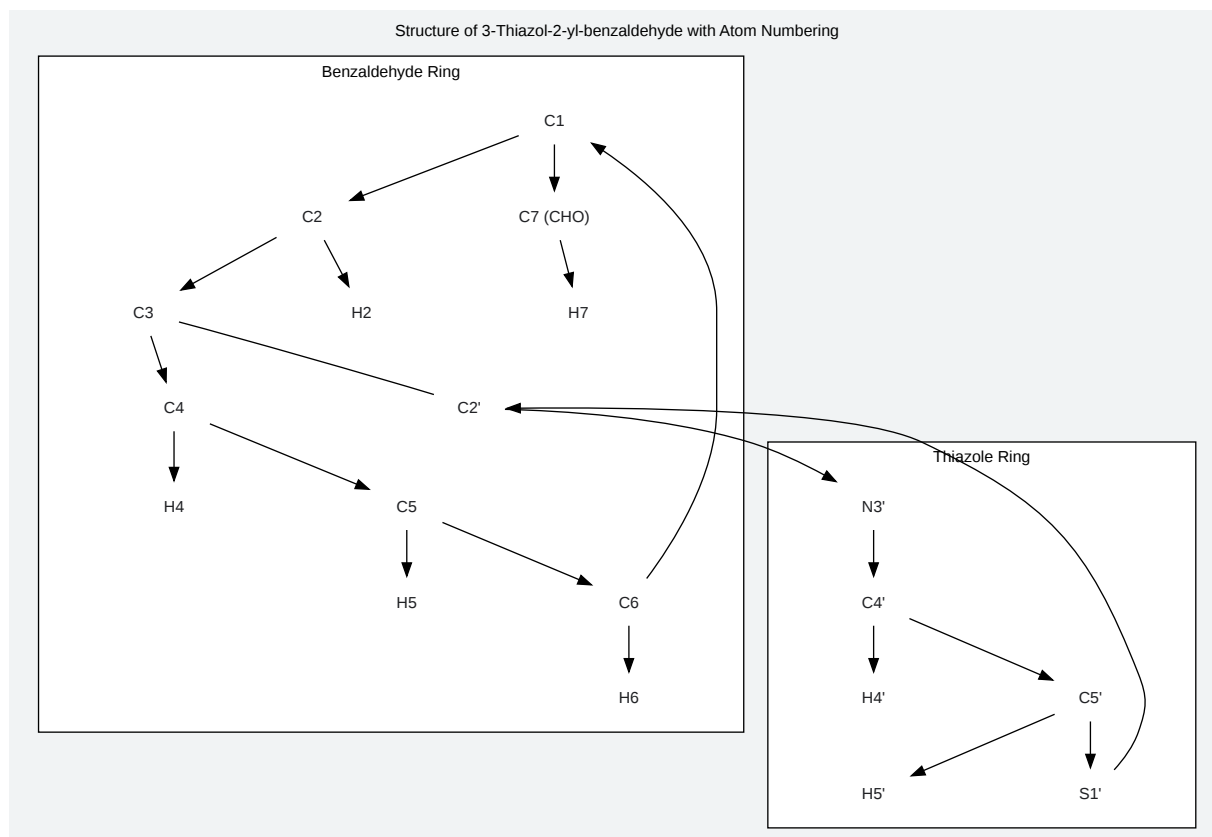 Structure of 3-Thiazol-2-yl-benzaldehyde with Atom Numbering
Benzaldehyde Ring
C1
C2
C7 (CHO)
C3
H2
H7
C4
C2'
Thiazole Ring
H4
C5
N3'
H5
C6
C4'
H6
H4'
C5'
H5'
S1'